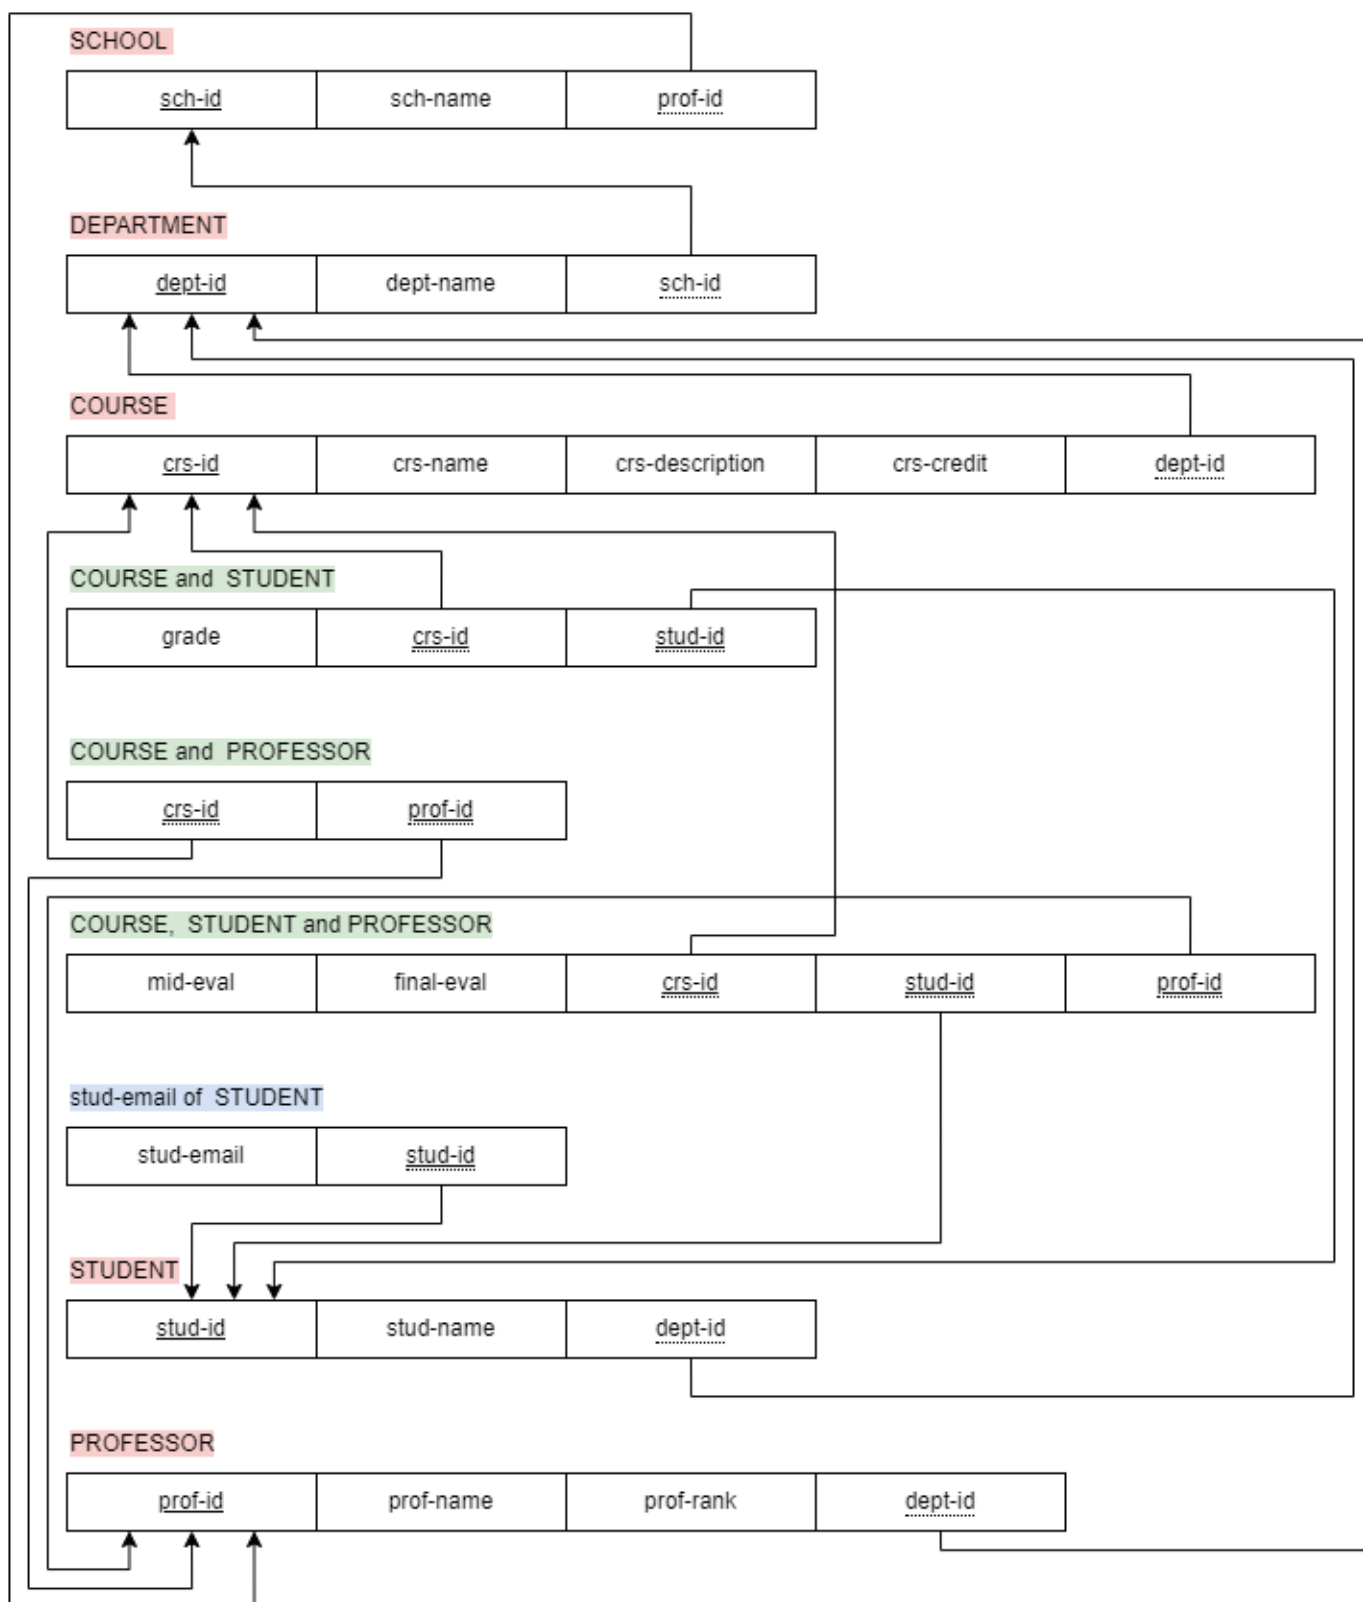 SCHOOL
sch-id sch-name prof-id
DEPARTMENT
dept-id dept-name sch-id
COURSE
crs-id crs-name crs-description crs-credit dept-id
COURSE and STUDENT
grade crs-id stud-id
COURSE and PROFESSOR
crs-id prof-id
COURSE, STUDENT and PROFESSOR
mid-eval final-eval crs-id stud-id prof-id
stud-email of STUDENT
stud-email stud-id
STUDENT
stud-id stud-name dept-id
PROFESSOR
prof-id prof-name prof-rank dept-id